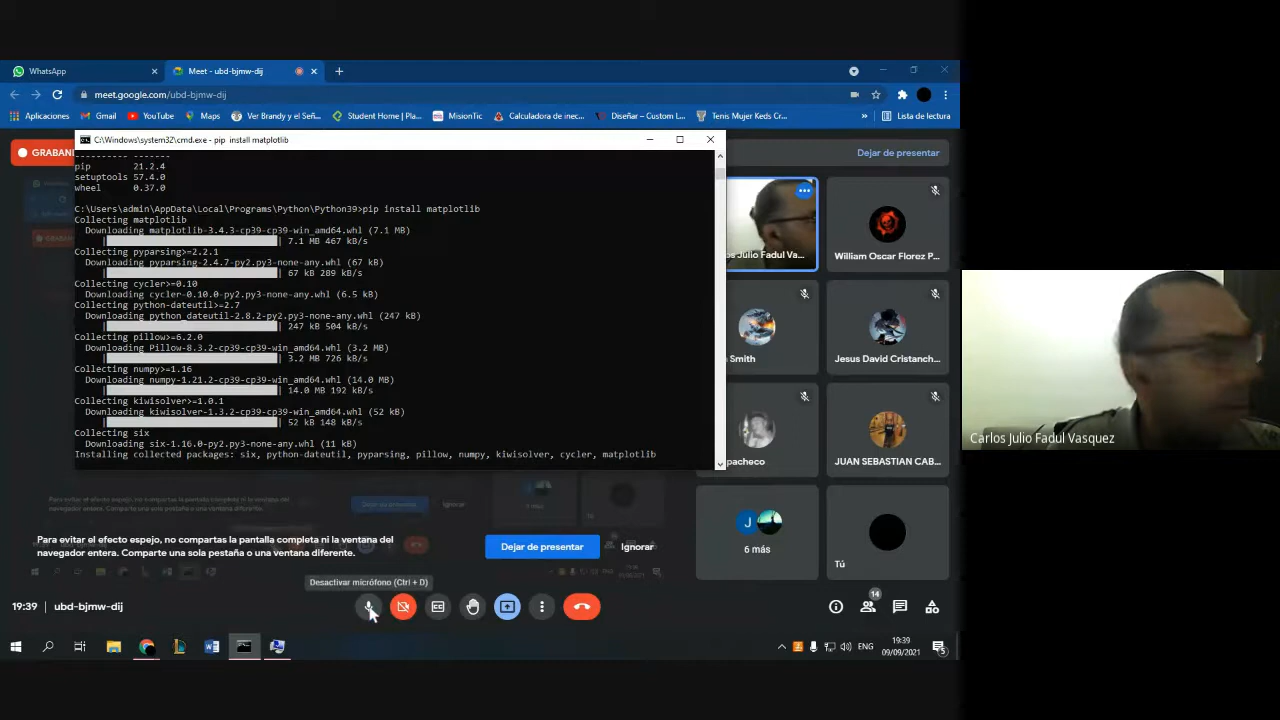 WhatsApp
Meet - ubd-bjmw-dij
meet.google.com/ubd-bjmw-dij
Aplicaciones
Gmail
YouTube
Maps
Ver Brandy y el Señ...
Student Home | Pla...
MisionTic
Calculadora de inec...
Diseñar – Custom L...
Tenis Mujer Keds Cr...
»
Lista de lectura
GRABAN
C:\Windows\system32\cmd.exe - pip install matplotlib
Dejar de presentar
---------- -------
pip 21.2.4
setuptools 57.4.0
wheel 0.37.0
C:\Users\admin\AppData\Local\Programs\Python\Python39>pip install matplotlib
Collecting matplotlib
Downloading matplotlib-3.4.3-cp39-cp39-win_amd64.whl (7.1 MB)
| | 7.1 MB 467 kB/s
Collecting pyparsing>=2.2.1
Downloading pyparsing-2.4.7-py2.py3-none-any.whl (67 kB)
| | 67 kB 289 kB/s
Collecting cycler>=0.10
Downloading cycler-0.10.0-py2.py3-none-any.whl (6.5 kB)
Collecting python-dateutil>=2.7
Downloading python_dateutil-2.8.2-py2.py3-none-any.whl (247 kB)
| | 247 kB 504 kB/s
Collecting pillow>=6.2.0
Downloading Pillow-8.3.2-cp39-cp39-win_amd64.whl (3.2 MB)
| | 3.2 MB 726 kB/s
Collecting numpy>=1.16
Downloading numpy-1.21.2-cp39-cp39-win_amd64.whl (14.0 MB)
| | 14.0 MB 192 kB/s
Collecting kiwisolver>=1.0.1
Downloading kiwisolver-1.3.2-cp39-cp39-win_amd64.whl (52 kB)
| | 52 kB 148 kB/s
Collecting six
Downloading six-1.16.0-py2.py3-none-any.whl (11 kB)
Installing collected packages: six, python-dateutil, pyparsing, pillow, numpy, kiwisolver, cycler, matplotlib
os Julio Fadul Va...
William Oscar Florez P...
Smith
Jesus David Cristanch...
pacheco
JUAN SEBASTIAN CAB...
J
6 más
Tú
Carlos Julio Fadul Vasquez
Para evitar el efecto espejo, no compartas la pantalla completa ni la ventana del
navegador entera. Comparte una sola pestaña o una ventana diferente.
Dejar de presentar
Ignorar
Desactivar micrófono (Ctrl + D)
19:39 | ubd-bjmw-dij
CC
14
ENG
19:39
09/09/2021
5